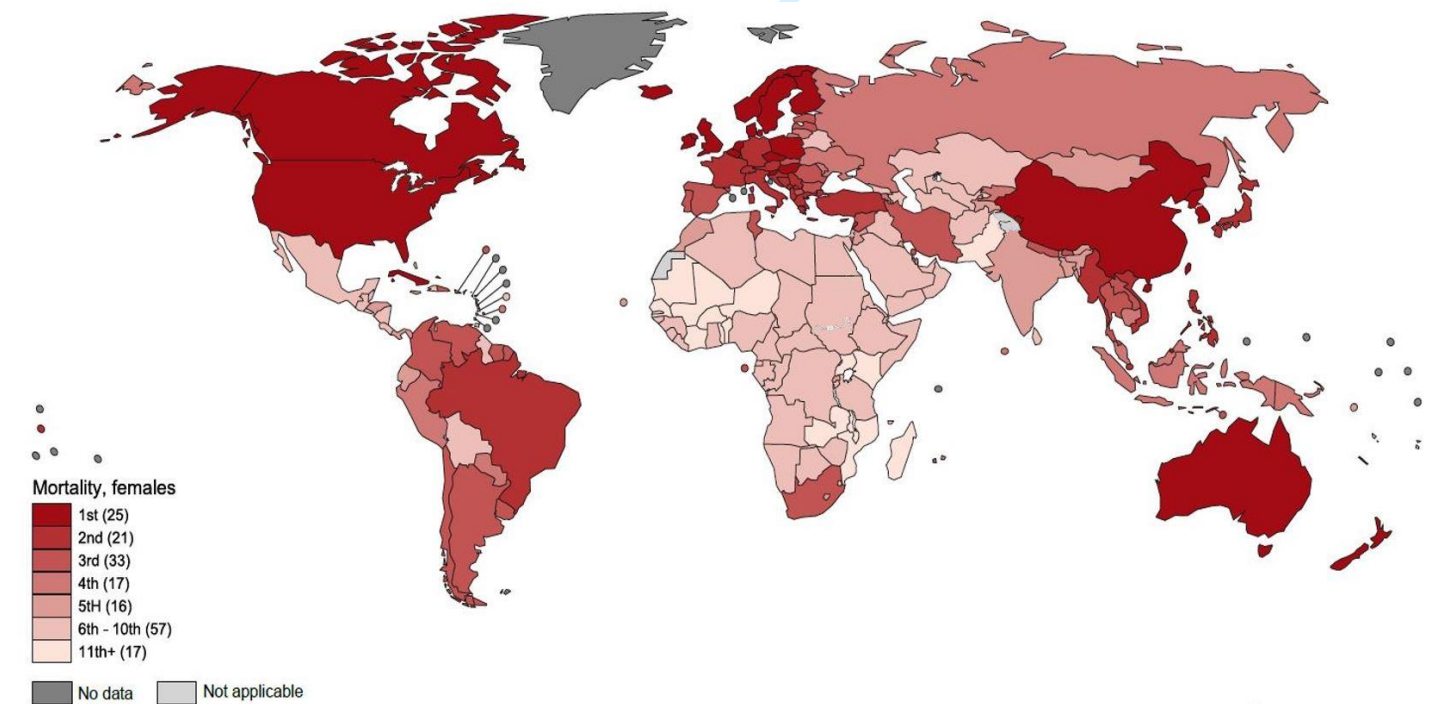 Mortality, females
1st (25)
2nd (21)
3rd (33)
4th (17)
5tH (16)
6th - 10th (57)
11th+ (17)
No data
Not applicable